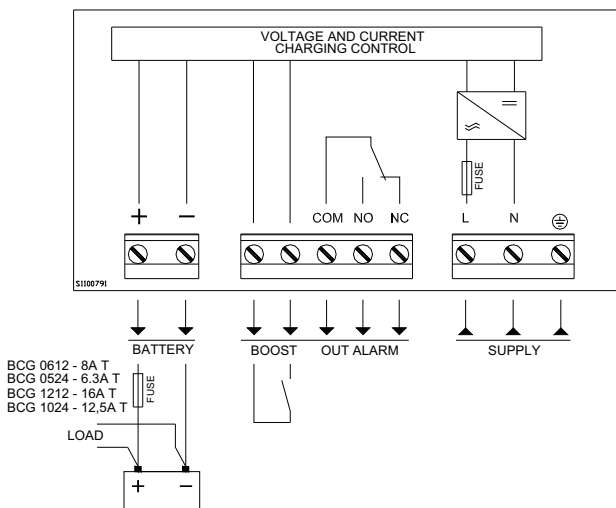 VOLTAGE AND CURRENT
CHARGING CONTROL
FUSE
+ − COM NO NC L N
S1100791
BATTERY BOOST OUT ALARM SUPPLY
BCG 0612 - 8A T
BCG 0524 - 6.3A T
BCG 1212 - 16A T
BCG 1024 - 12,5A T
FUSE
LOAD
+ −